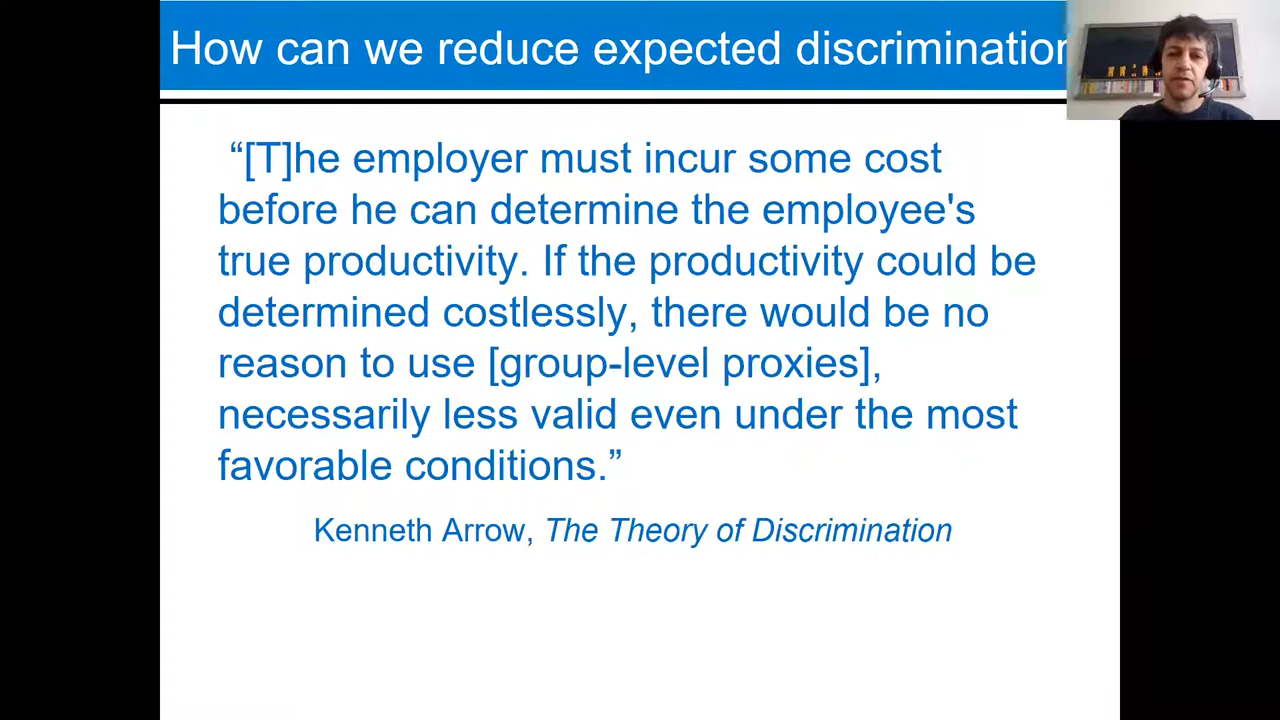 How can we reduce expected discrimination
“[T]he employer must incur some cost
before he can determine the employee's
true productivity. If the productivity could be
determined costlessly, there would be no
reason to use [group-level proxies],
necessarily less valid even under the most
favorable conditions.”
Kenneth Arrow, The Theory of Discrimination